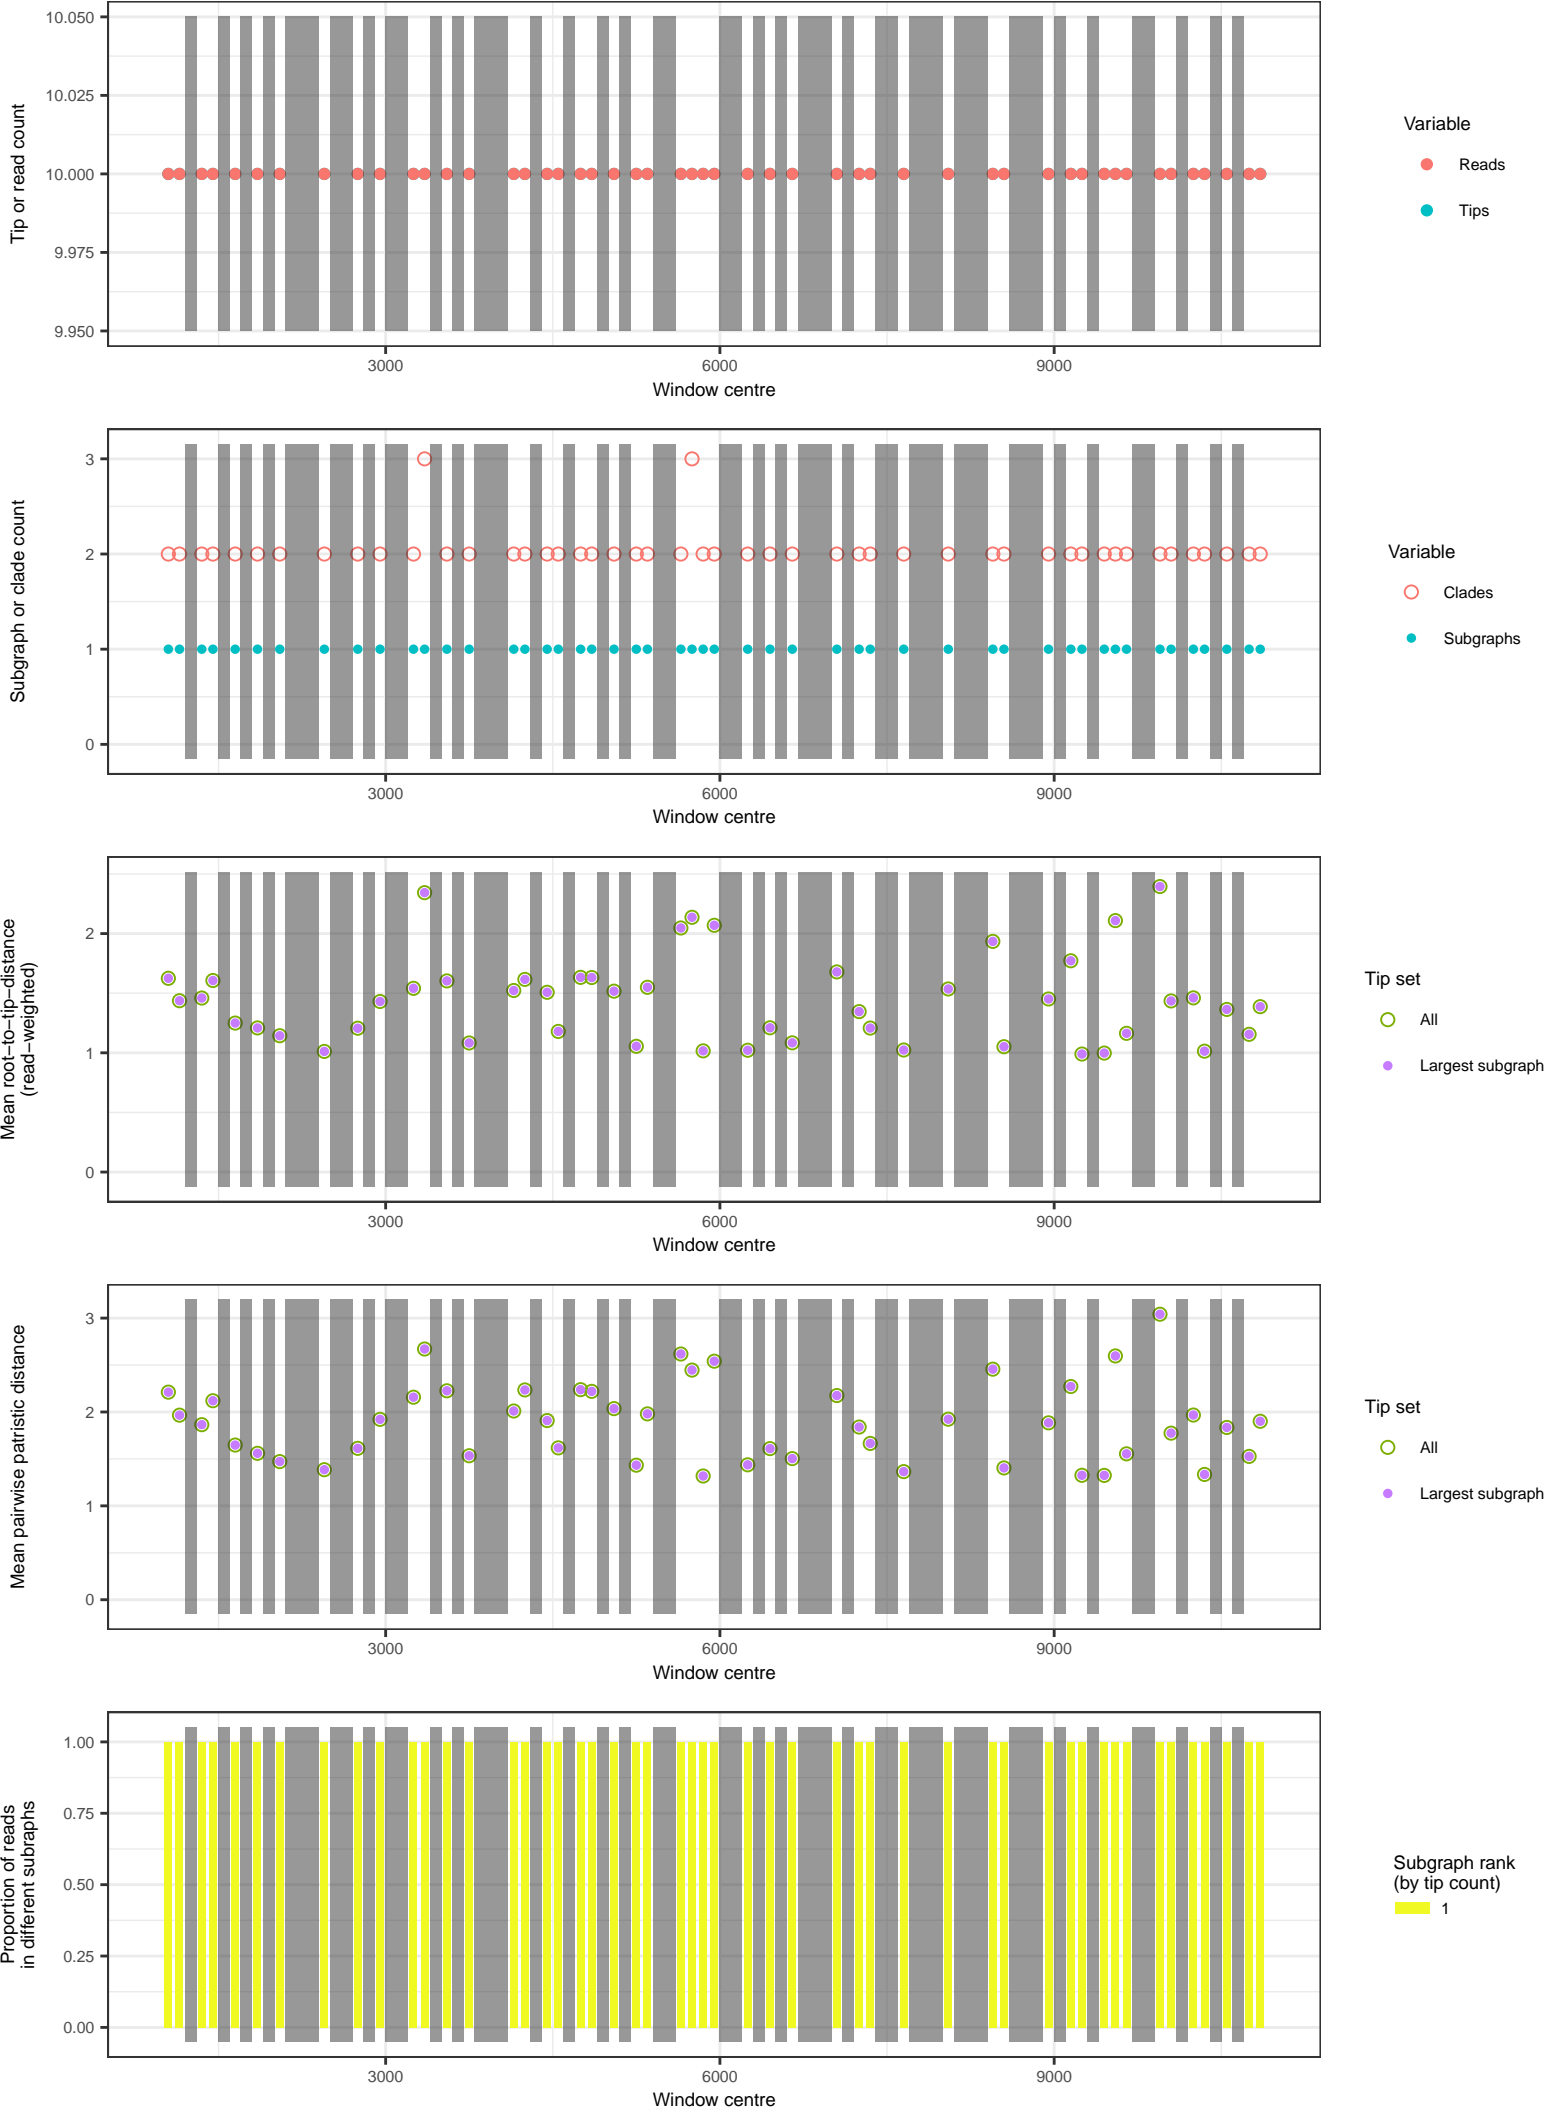 10.050
10.025
10.000
9.975
9.950
Tip or read count
3000
6000
9000
Window centre
Variable
Reads
Tips
3
2
1
0
Subgraph or clade count
3000
6000
9000
Window centre
Variable
Clades
Subgraphs
2
1
0
Mean root−to−tip−distance
(read−weighted)
3000
6000
9000
Window centre
Tip set
All
Largest subgraph
3
2
1
0
Mean pairwise patristic distance
3000
6000
9000
Window centre
Tip set
All
Largest subgraph
1.00
0.75
0.50
0.25
0.00
Proportion of reads
in different subraphs
3000
6000
9000
Window centre
Subgraph rank
(by tip count)
1